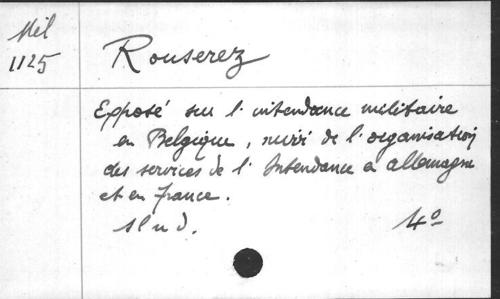 Mil
1125
Rouserez
Exposé sur l'intendance militaire
en Belgique, suivi de l'organisation
des services de l'Intendance a allemagne
et en france.
s l n d.
4°